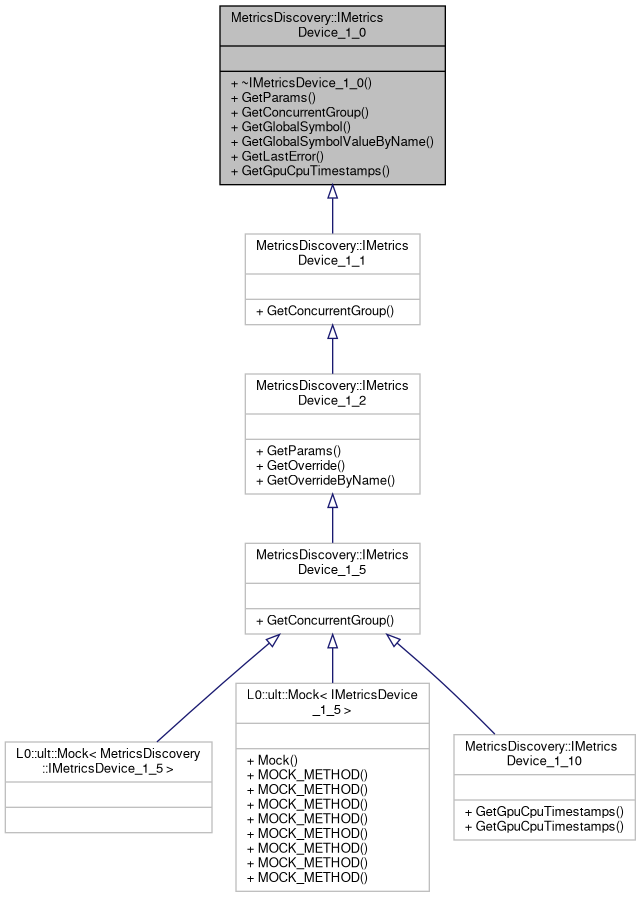 MetricsDiscovery::IMetrics
Device_1_0
+ ~IMetricsDevice_1_0()
+ GetParams()
+ GetConcurrentGroup()
+ GetGlobalSymbol()
+ GetGlobalSymbolValueByName()
+ GetLastError()
+ GetGpuCpuTimestamps()
MetricsDiscovery::IMetrics
Device_1_1
+ GetConcurrentGroup()
MetricsDiscovery::IMetrics
Device_1_2
+ GetParams()
+ GetOverride()
+ GetOverrideByName()
MetricsDiscovery::IMetrics
Device_1_5
+ GetConcurrentGroup()
L0::ult::Mock< MetricsDiscovery
::IMetricsDevice_1_5 >
L0::ult::Mock< IMetricsDevice
_1_5 >
+ Mock()
+ MOCK_METHOD()
+ MOCK_METHOD()
+ MOCK_METHOD()
+ MOCK_METHOD()
+ MOCK_METHOD()
+ MOCK_METHOD()
+ MOCK_METHOD()
+ MOCK_METHOD()
MetricsDiscovery::IMetrics
Device_1_10
+ GetGpuCpuTimestamps()
+ GetGpuCpuTimestamps()